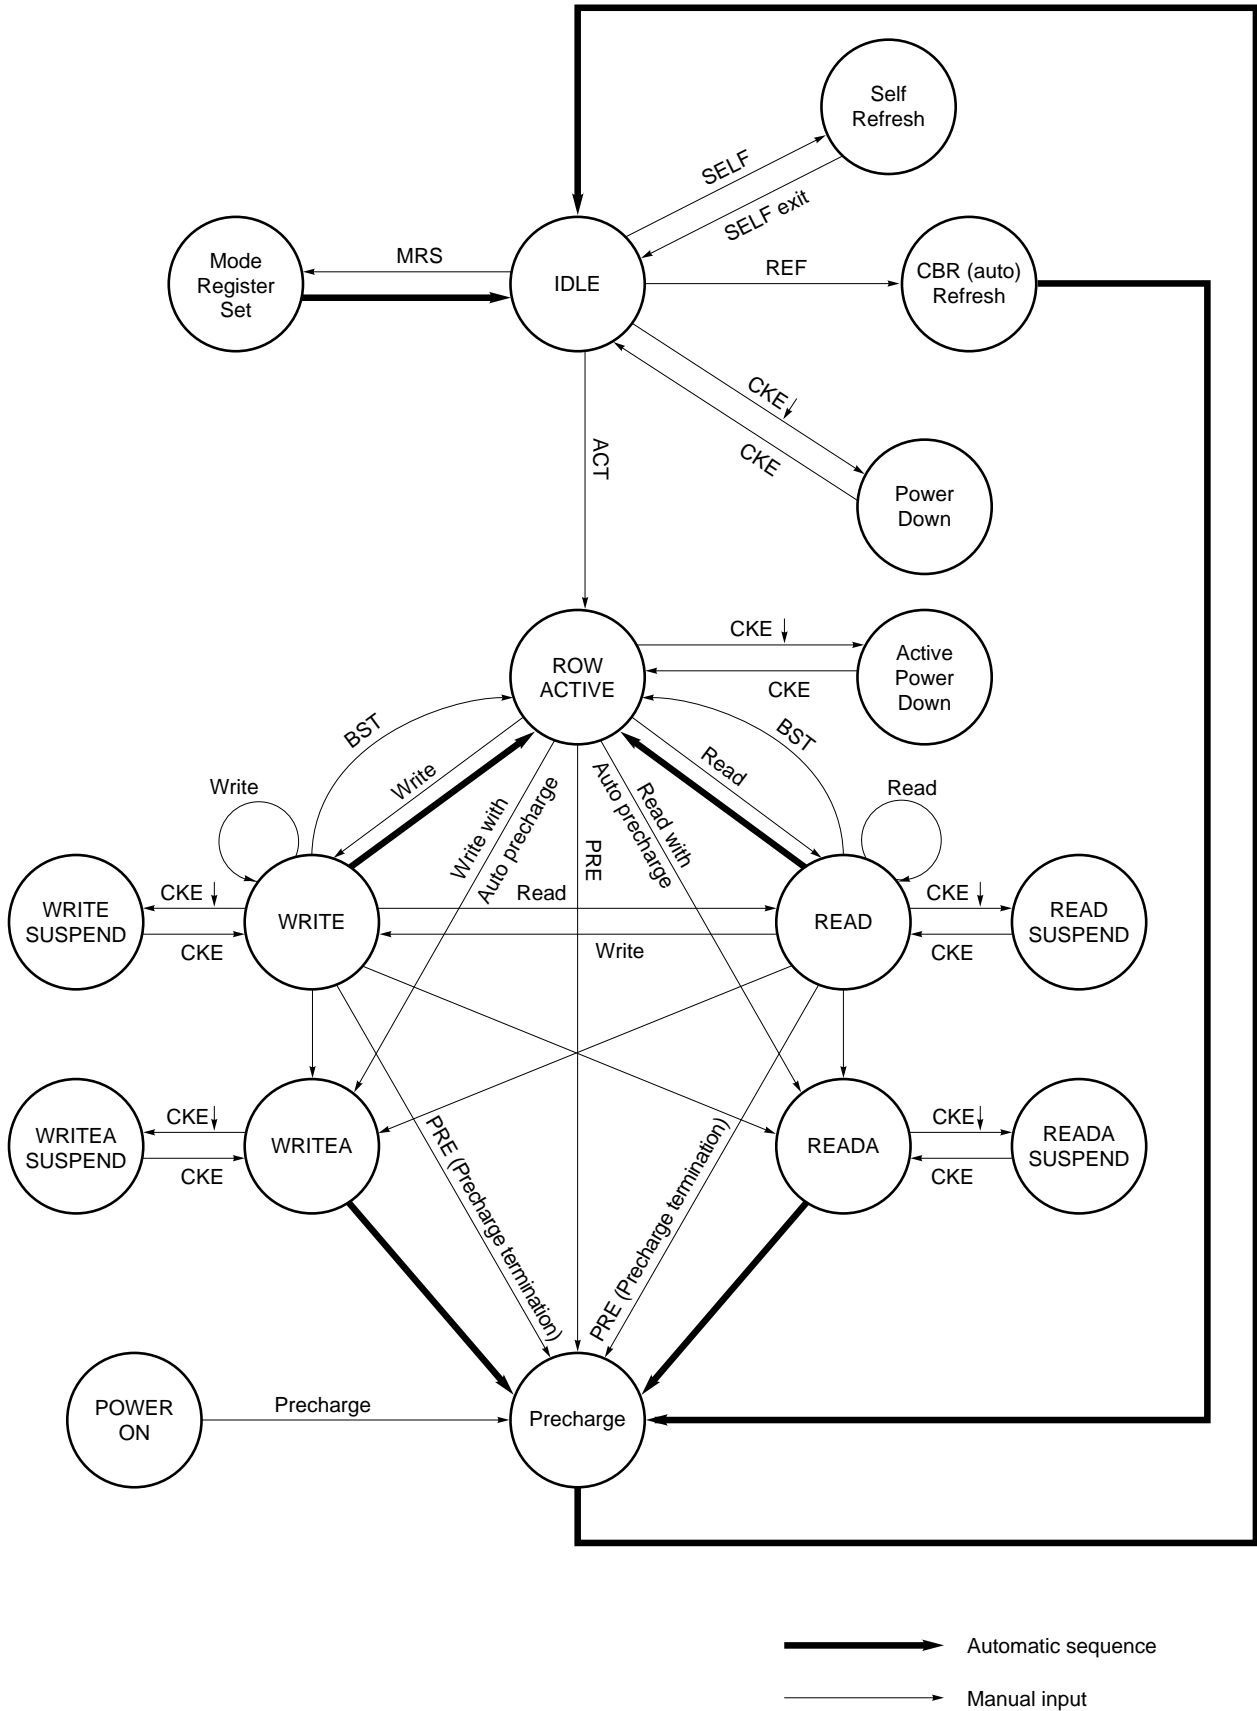 Self
Refresh
SELF
SELF exit
Mode
Register
Set
MRS
IDLE
REF
CBR (auto)
Refresh
CKE
CKE
Power
Down
ACT
ROW
ACTIVE
CKE
CKE
Active
Power
Down
BST
BST
Write
Read
Write
Read
Write with
Auto precharge
PRE
Read with
Auto precharge
WRITE
SUSPEND
CKE
CKE
WRITE
Read
Write
READ
CKE
CKE
READ
SUSPEND
WRITEA
SUSPEND
CKE
CKE
WRITEA
PRE (Precharge termination)
PRE (Precharge termination)
READA
CKE
CKE
READA
SUSPEND
POWER
ON
Precharge
Precharge
Automatic sequence
Manual input